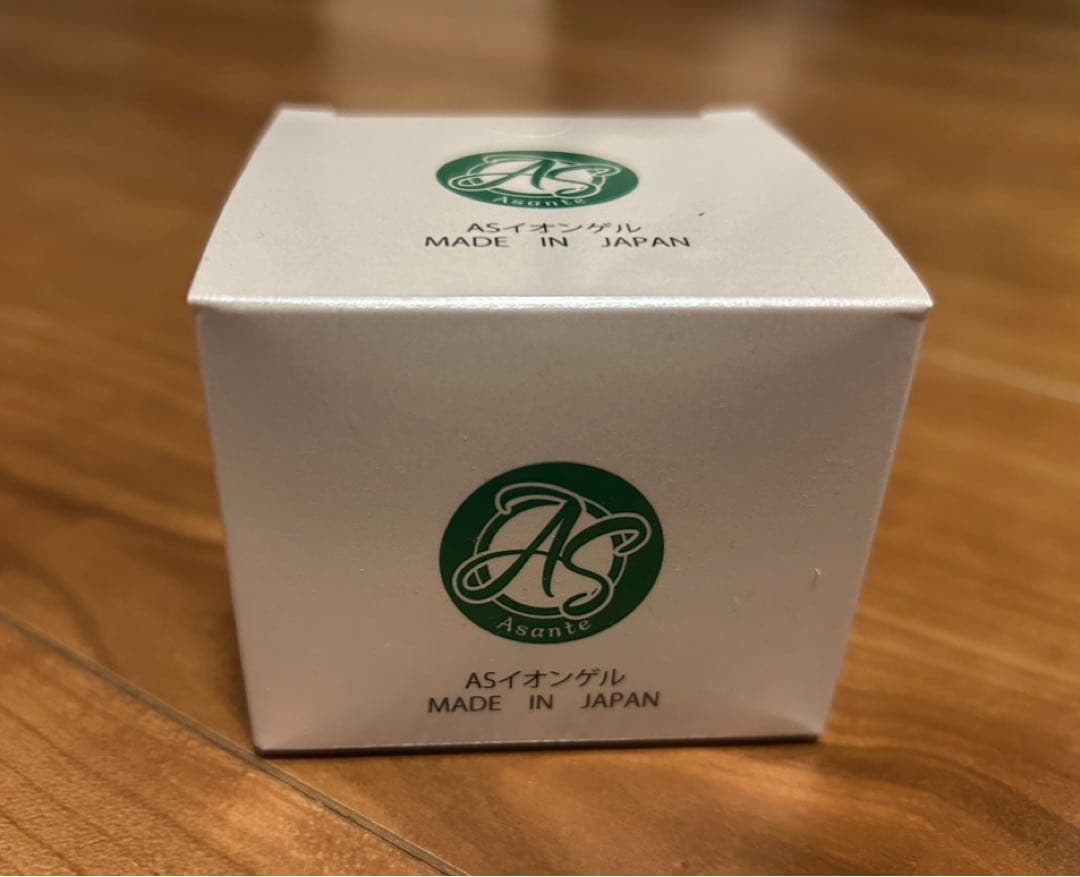 AS
Asante
ASイオンゲル
MADE IN JAPAN
AS
Asante
ASイオンゲル
MADE IN JAPAN